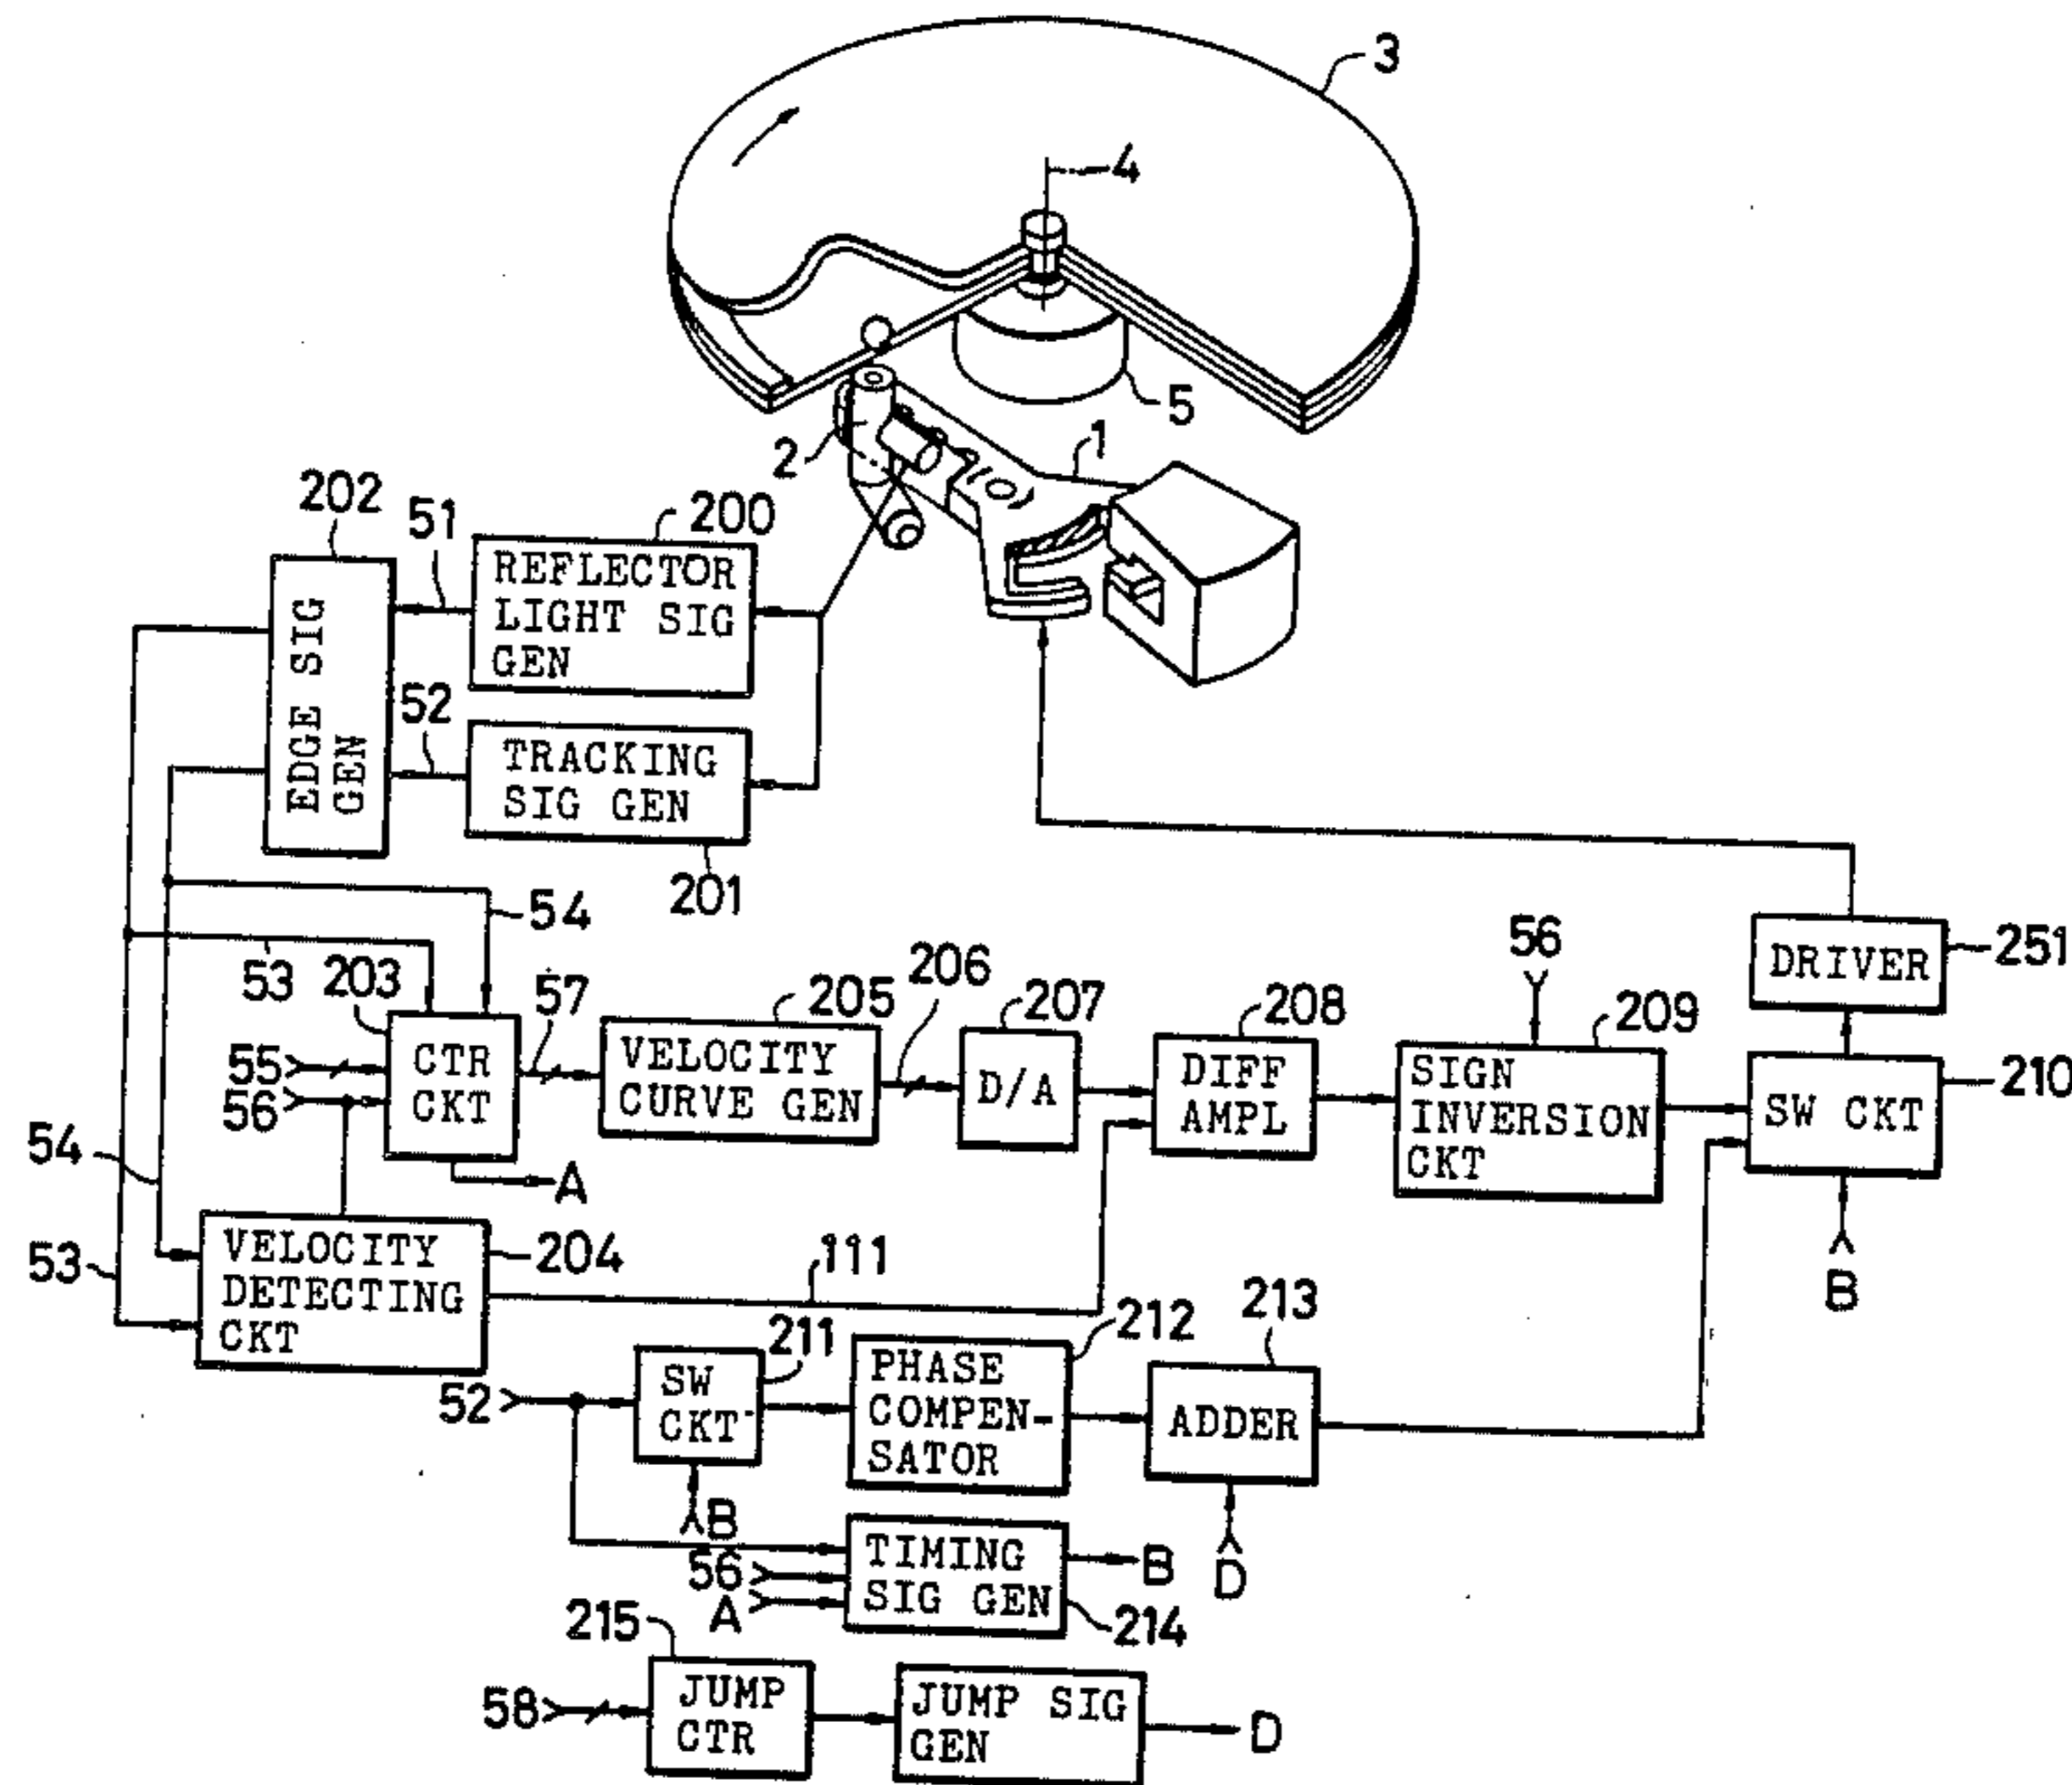 3
4
5
1
2
202
51
200
REFLECTOR
LIGHT SIG
GEN
EDGE SIG
GEN
52
TRACKING
SIG GEN
201
54
53
203
57
205
206
207
208
56
209
DRIVER
251
55
56
CTR
CKT
VELOCITY
CURVE GEN
D/A
DIFF
AMPL
SIGN
INVERSION
CKT
SW CKT
210
54
A
B
53
VELOCITY
DETECTING
CKT
204
111
211
212
213
52
SW
CKT
PHASE
COMPEN-
SATOR
ADDER
B
D
56
A
TIMING
SIG GEN
B
214
215
58
JUMP
CTR
JUMP SIG
GEN
D